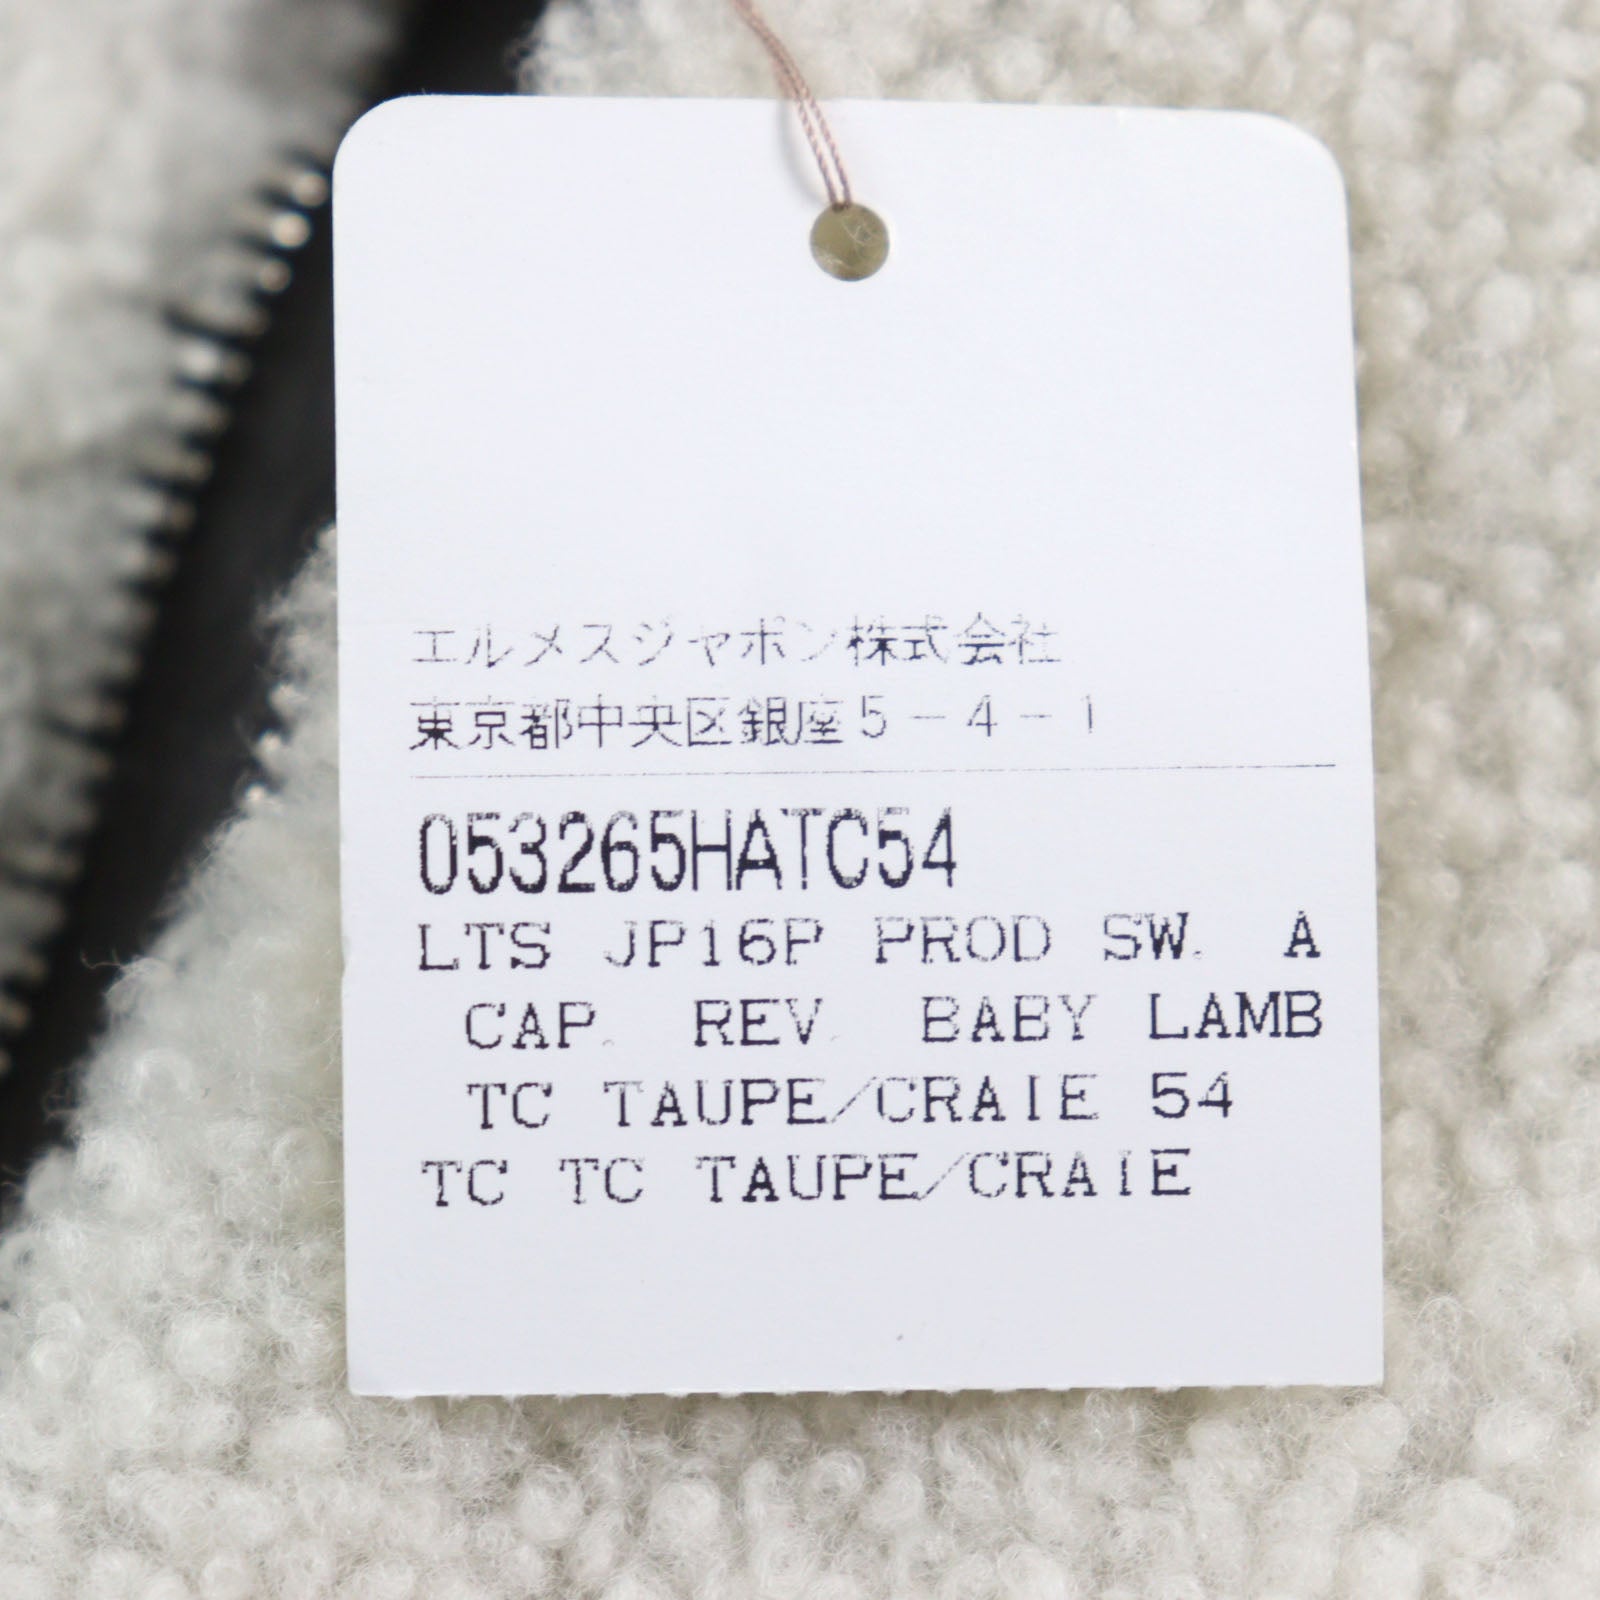 エルメスジャポン株式会社
東京都中央区銀座5-4-1
053265HATC54
LTS JP16P PROD SW. A
CAP. REV. BABY LAMB
TC TAUPE/CRAIE 54
TC TC TAUPE/CRAIE